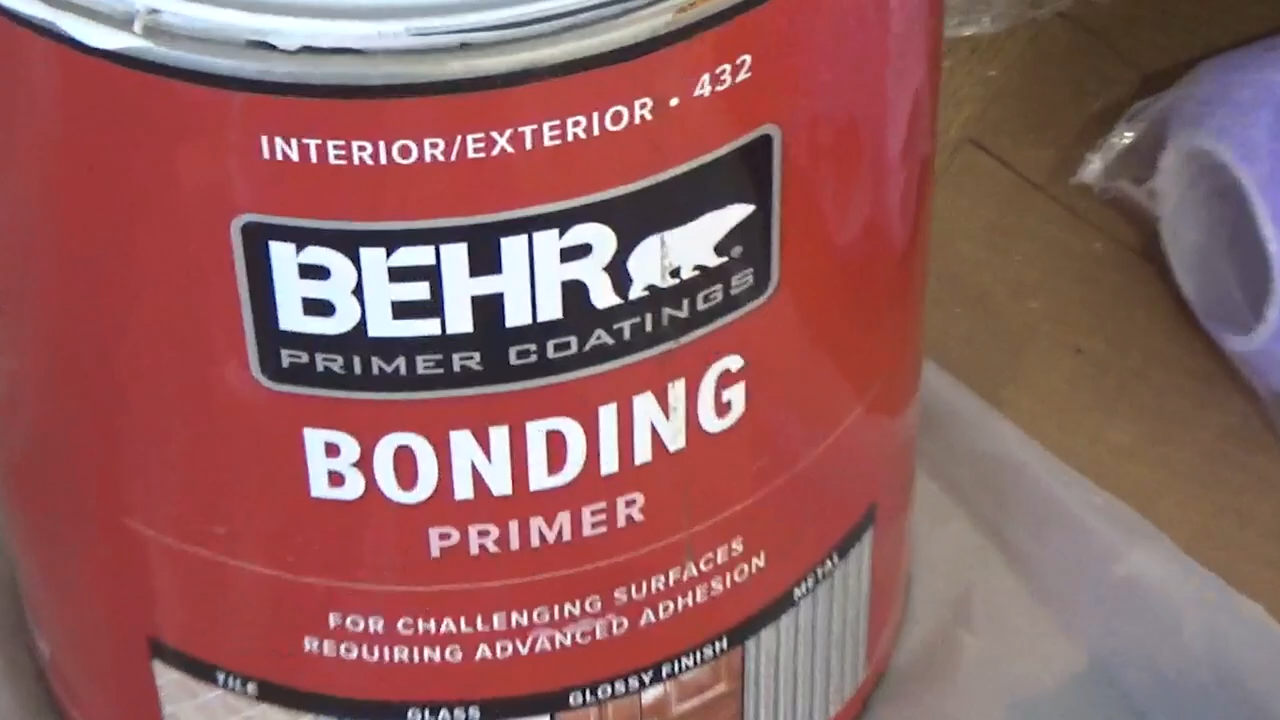 INTERIOR/EXTERIOR • 432
BEHR®
PRIMER COATINGS
BONDING
PRIMER
FOR CHALLENGING SURFACES
REQUIRING ADVANCED ADHESION
TILE
GLASS
GLOSSY FINISH
METAL